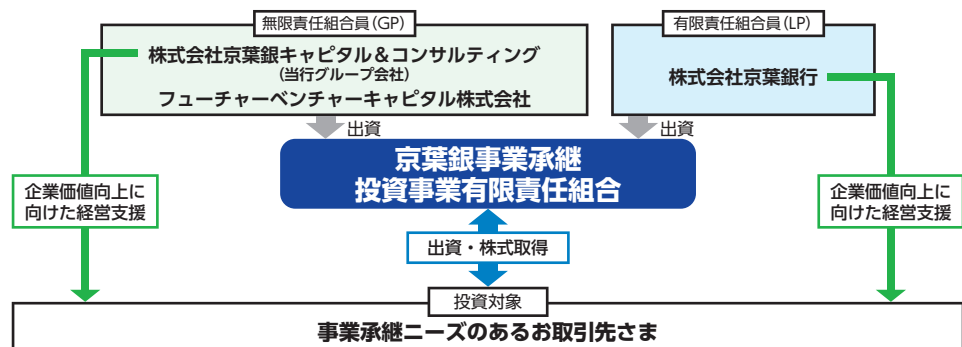 無限責任組合員（GP）
株式会社京葉銀キャピタル＆コンサルティング
（当行グループ会社）
フューチャーベンチャーキャピタル株式会社
有限責任組合員（LP）
株式会社京葉銀行
出資
出資
京葉銀事業承継
投資事業有限責任組合
企業価値向上に
向けた経営支援
企業価値向上に
向けた経営支援
出資・株式取得
投資対象
事業承継ニーズのあるお取引先さま